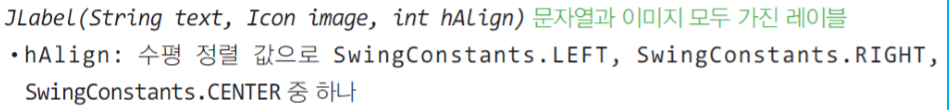 JLabel(String text, Icon image, int hAlign) 문자열과 이미지 모두 가진 레이블
•hAlign: 수평 정렬 값으로 SwingConstants.LEFT, SwingConstants.RIGHT,
SwingConstants.CENTER 중 하나